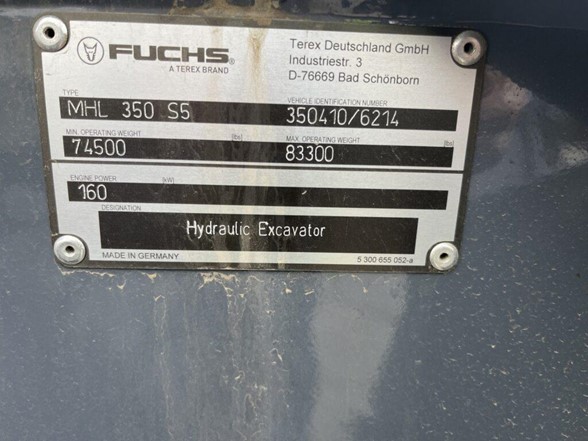 FUCHS®
A TEREX BRAND
Terex Deutschland GmbH
Industriestr. 3
D-76669 Bad Schönborn
TYPE
MHL 350 S5
VEHICLE IDENTIFICATION NUMBER
350410/6214
MIN. OPERATING WEIGHT [lbs]
74500
MAX. OPERATING WEIGHT [lbs]
83300
ENGINE POWER [kW]
160
DESIGNATION
Hydraulic Excavator
MADE IN GERMANY
5 300 655 052-a